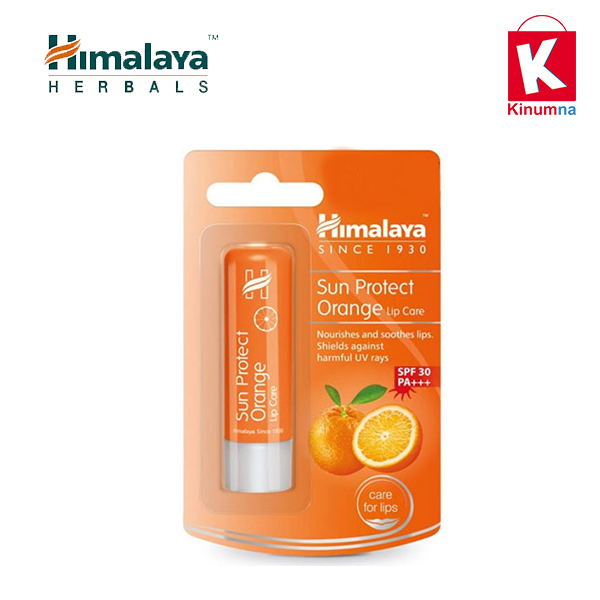 Himalaya™
HERBALS
K
Kinumna
Himalaya™
SINCE 1930
Sun Protect
Orange Lip Care
Nourishes and soothes lips.
Shields against
harmful UV rays
SPF 30
PA+++
care
for lips
Sun Protect
Orange
Lip Care
Himalaya Since 1930